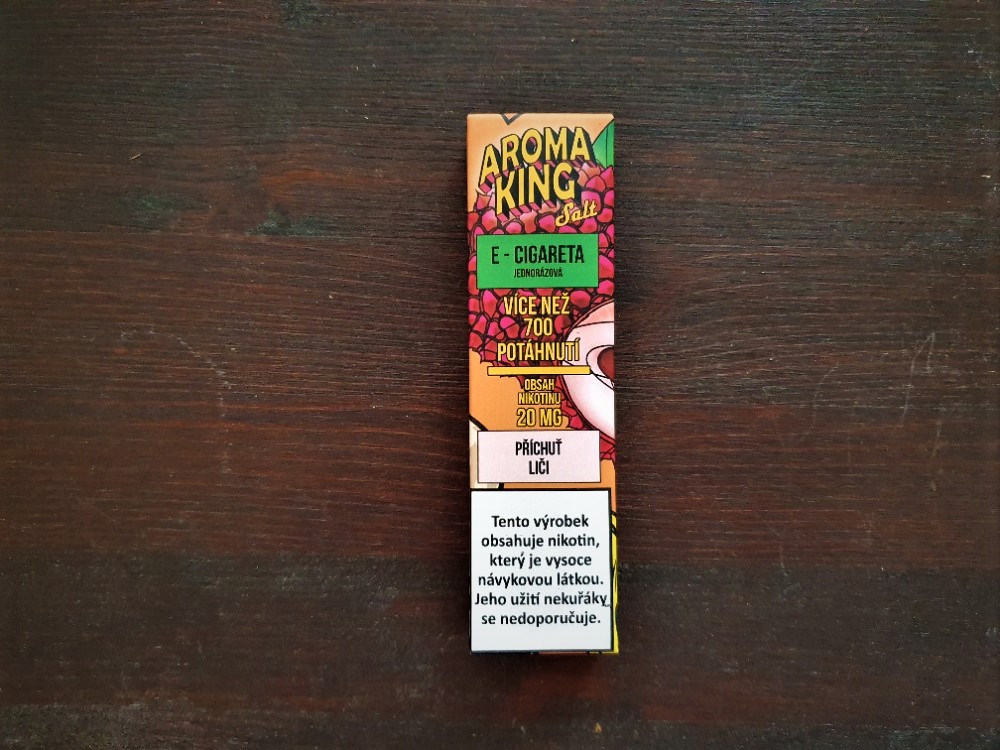 AROMA
KING
Salt
E - CIGARETA
JEDNORÁZOVÁ
VÍCE NEŽ
700
POTÁHNUTÍ
OBSAH
NIKOTINU
20 MG
PŘÍCHUŤ
LIČI
Tento výrobek
obsahuje nikotin,
který je vysoce
návykovou látkou.
Jeho užití nekuřáky
se nedoporučuje.